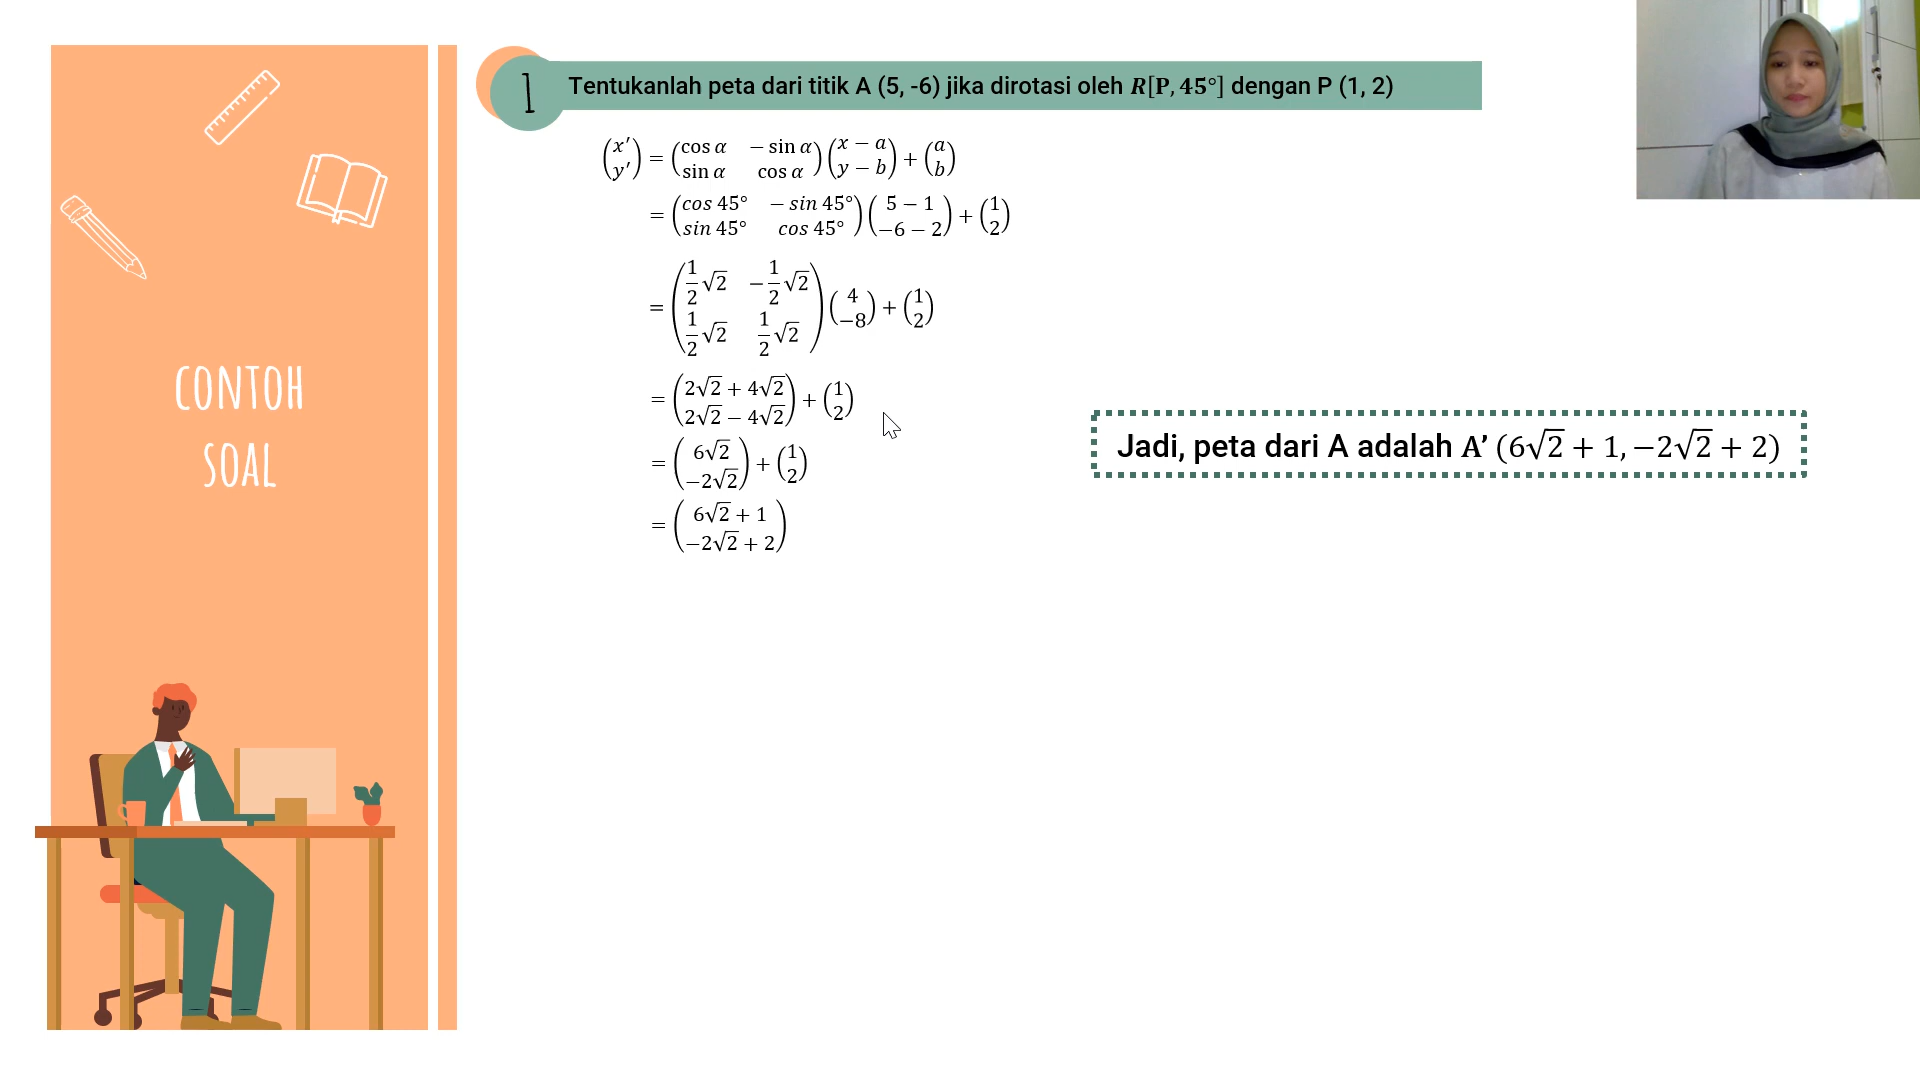 CONTOH
SOAL
1
Tentukanlah peta dari titik A (5, -6) jika dirotasi oleh R[P, 45°] dengan P (1, 2)
(x′ y′) = (cos α −sin α sin α cos α)(x − a y − b) + (a b)
= (cos 45° −sin 45° sin 45° cos 45°)(5 − 1 −6 − 2) + (1 2)
= (1/2 √2 −1/2 √2 1/2 √2 1/2 √2)(4 −8) + (1 2)
= (2√2 + 4√2 2√2 − 4√2) + (1 2)
= (6√2 −2√2) + (1 2)
= (6√2 + 1 −2√2 + 2)
Jadi, peta dari A adalah A’ (6√2 + 1, −2√2 + 2)